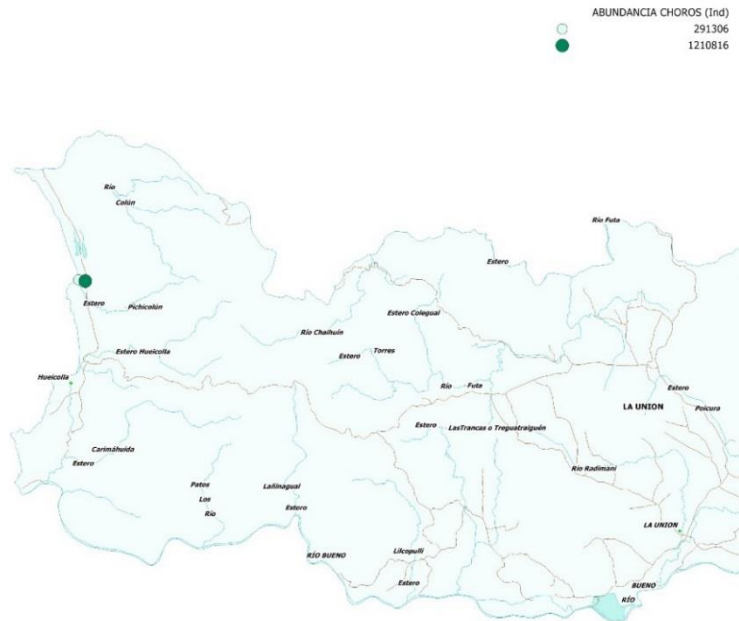 ABUNDANCIA CHOROS (Ind)
291306
1210816
Río
Colún
Río Futa
Estero
Estero
Pichicolún
Estero Colegual
Río Chaihuín
Estero Hueicolla
Estero
Torres
Hueicolla
Río
Futa
Estero
Poicura
LA UNION
Estero
LasTrancas o Treguatraiguén
Carimáhuida
Estero
Río Radimani
Patos
Los
Río
Lañinagual
Estero
LA UNION
RÍO BUENO
Lilcopulli
Estero
BUENO
RÍO